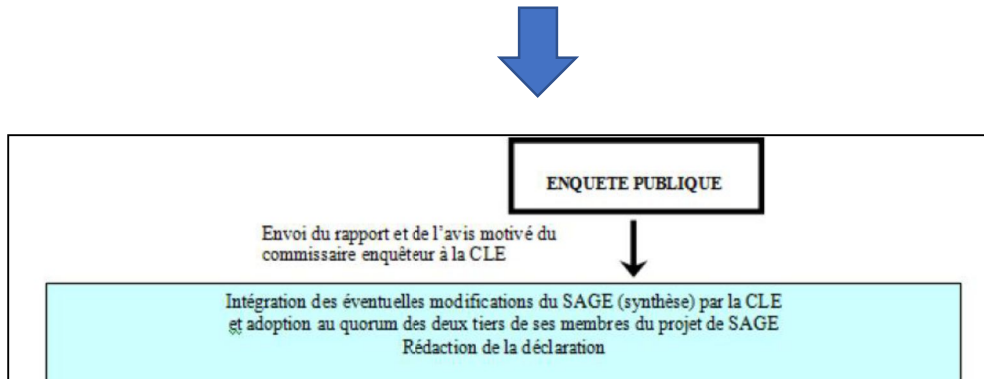 ENQUETE PUBLIQUE
Envoi du rapport et de l'avis motivé du
commissaire enquêteur à la CLE
Intégration des éventuelles modifications du SAGE (synthèse) par la CLE
et adoption au quorum des deux tiers de ses membres du projet de SAGE
Rédaction de la déclaration